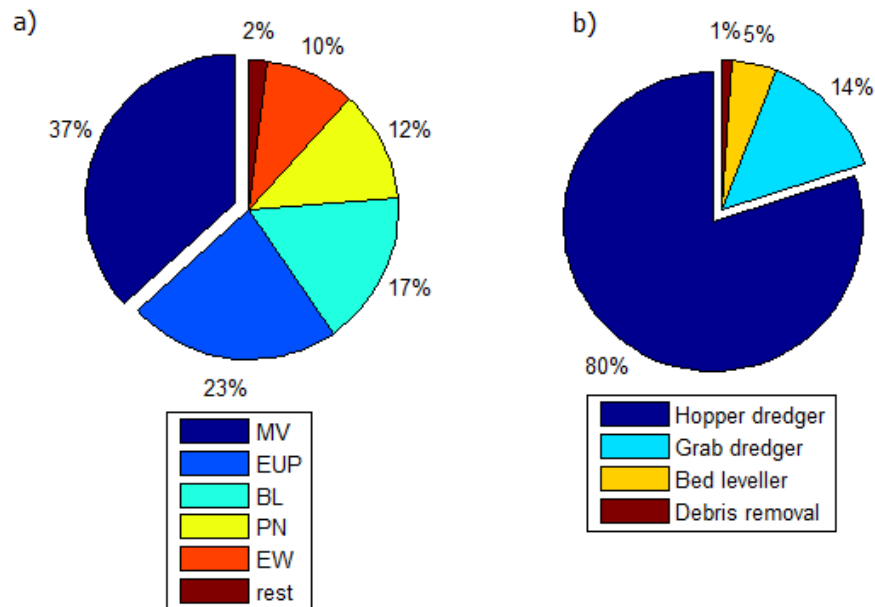 a)
2%
10%
37%
12%
17%
23%
MV
EUP
BL
PN
EW
rest
b)
1%
5%
14%
80%
Hopper dredger
Grab dredger
Bed leveller
Debris removal